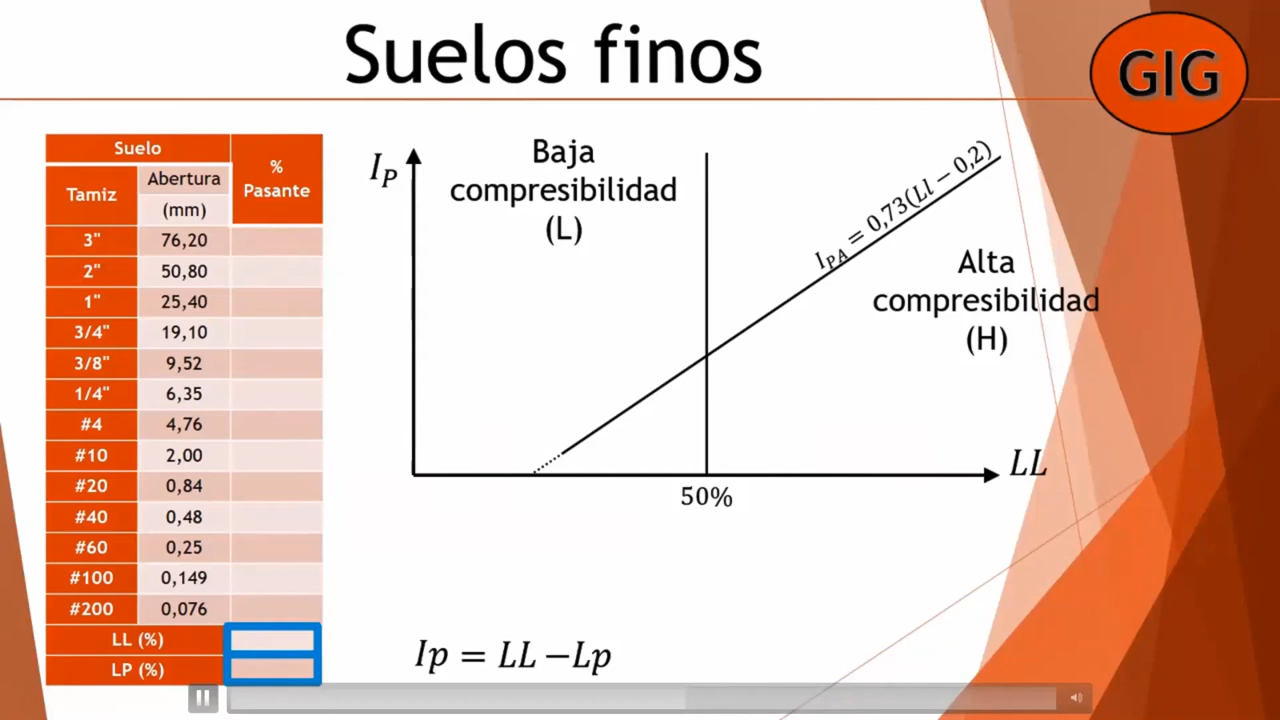 Suelos finos
GIG
Suelo
% Pasante
Tamiz
Abertura
(mm)
3" 76,20
2" 50,80
1" 25,40
3/4" 19,10
3/8" 9,52
1/4" 6,35
#4 4,76
#10 2,00
#20 0,84
#40 0,48
#60 0,25
#100 0,149
#200 0,076
LL (%)
LP (%)
I_P
Baja
compresibilidad
(L)
I_PA = 0,73(Ll − 0,2)
Alta
compresibilidad
(H)
LL
50%
Ip = LL − Lp